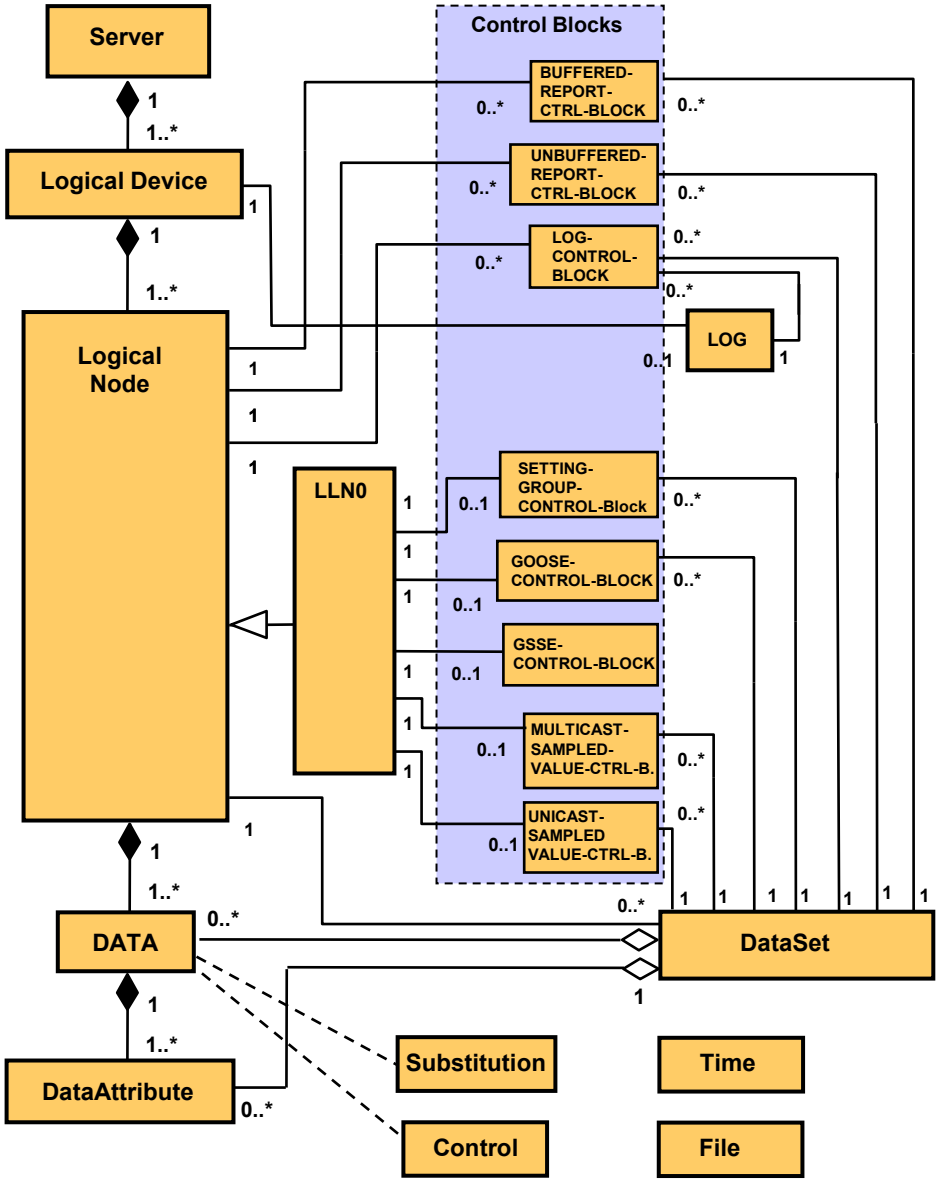 Server
Control Blocks
BUFFERED-
REPORT-
CTRL-BLOCK
1
0..*
0..*
1..*
UNBUFFERED-
REPORT-
CTRL-BLOCK
Logical Device
1
0..*
0..*
1
LOG-
CONTROL-
BLOCK
0..*
0..*
1..*
0..*
LOG
Logical
Node
1
0..1
1
1
1
LLN0
SETTING-
GROUP-
CONTROL-Block
1
0..1
0..*
1
GOOSE-
CONTROL-BLOCK
0..*
1
0..1
GSSE-
CONTROL-BLOCK
1
0..1
MULTICAST-
SAMPLED-
VALUE-CTRL-B.
1
0..1
0..*
1
UNICAST-
SAMPLED
VALUE-CTRL-B.
0..*
1
0..1
1
1..*
1
1
1
1
1
1
1
0..*
0..*
DATA
DataSet
1
1
1..*
Substitution
Time
DataAttribute
0..*
Control
File